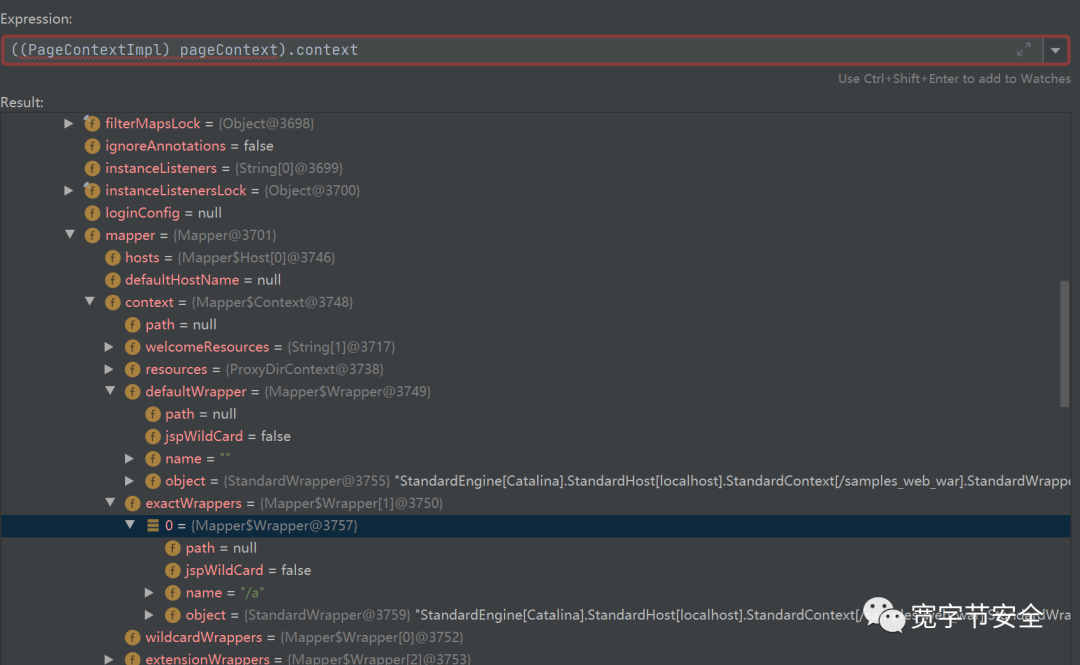 Expression:
((PageContextImpl) pageContext).context
Use Ctrl+Shift+Enter to add to Watches
Result:
filterMapsLock = {Object@3698}
ignoreAnnotations = false
instanceListeners = {String[0]@3699}
instanceListenersLock = {Object@3700}
loginConfig = null
mapper = {Mapper@3701}
hosts = {Mapper$Host[0]@3746}
defaultHostName = null
context = {Mapper$Context@3748}
path = null
welcomeResources = {String[1]@3717}
resources = {ProxyDirContext@3738}
defaultWrapper = {Mapper$Wrapper@3749}
path = null
jspWildCard = false
name = ""
object = {StandardWrapper@3755} "StandardEngine[Catalina].StandardHost[localhost].StandardContext[/samples_web_war].StandardWrappe
exactWrappers = {Mapper$Wrapper[1]@3750}
0 = {Mapper$Wrapper@3757}
path = null
jspWildCard = false
name = "/a"
object = {StandardWrapper@3759} "StandardEngine[Catalina].StandardHost[localhost].StandardContext[/samples_web_war].StandardWra
宽字节安全
wildcardWrappers = {Mapper$Wrapper[0]@3752}
extensionWrappers = {Mapper$Wrapper[2]@3753}